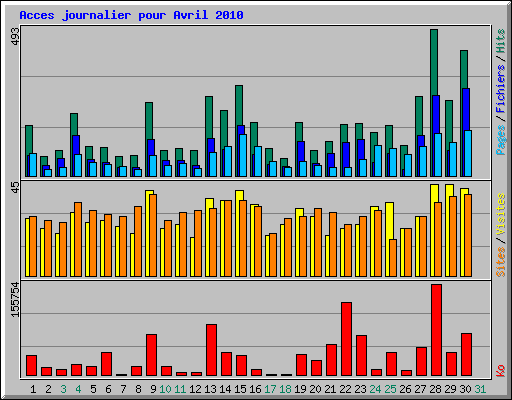 Acces journalier pour Avril 2010
493
Pages / Fichiers / Hits
45
Sites / Visites
155754
Ko
1 2 3 4 5 6 7 8 9 10 11 12 13 14 15 16 17 18 19 20 21 22 23 24 25 26 27 28 29 30 31